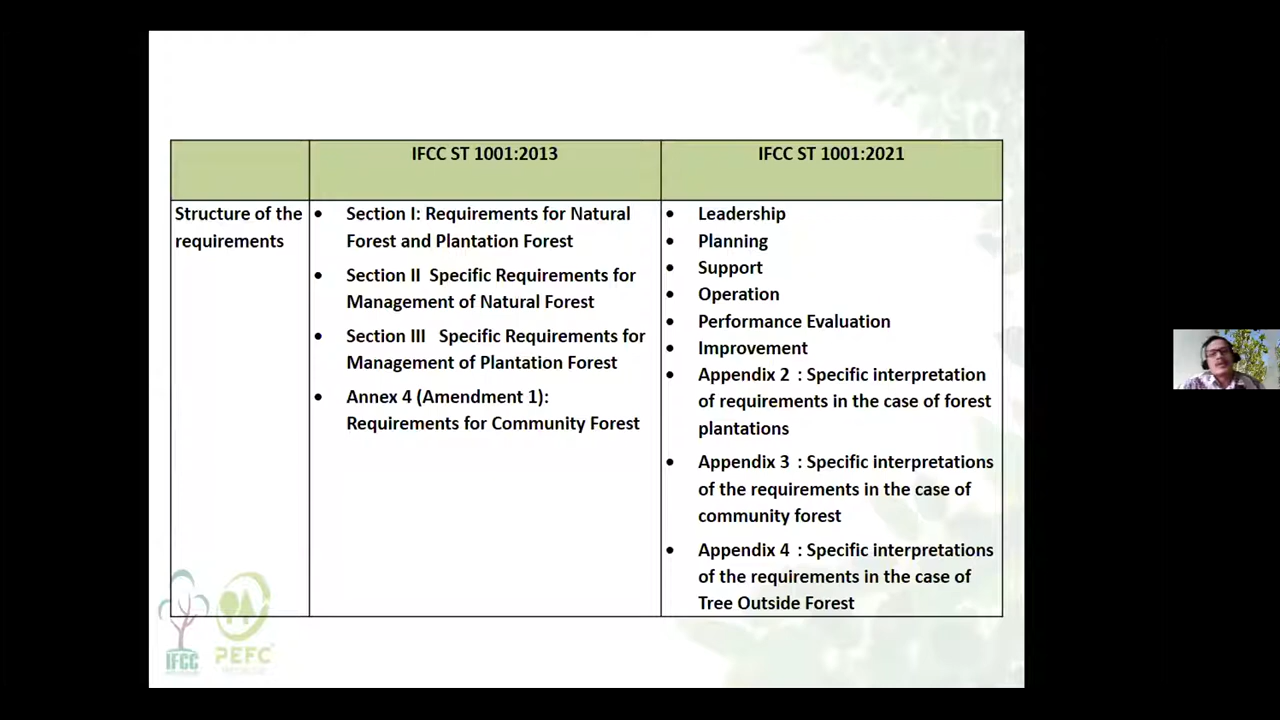 IFCC ST 1001:2013
IFCC ST 1001:2021
Structure of the
requirements
• Section I: Requirements for Natural
Forest and Plantation Forest
• Section II Specific Requirements for
Management of Natural Forest
• Section III Specific Requirements for
Management of Plantation Forest
• Annex 4 (Amendment 1):
Requirements for Community Forest
• Leadership
• Planning
• Support
• Operation
• Performance Evaluation
• Improvement
• Appendix 2 : Specific interpretation
of requirements in the case of forest
plantations
• Appendix 3 : Specific interpretations
of the requirements in the case of
community forest
• Appendix 4 : Specific interpretations
of the requirements in the case of
Tree Outside Forest
IFCC
PEFC